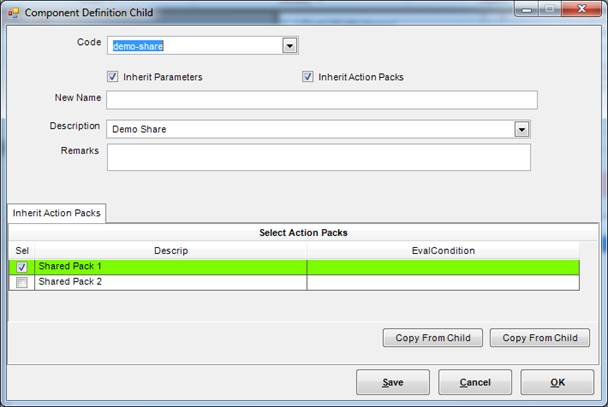 Component Definition Child
Code demo-share
Inherit Parameters Inherit Action Packs
New Name
Description Demo Share
Remarks
Inherit Action Packs
Select Action Packs
Sel Descrip EvalCondition
Shared Pack 1
Shared Pack 2
Copy From Child Copy From Child
Save Cancel OK